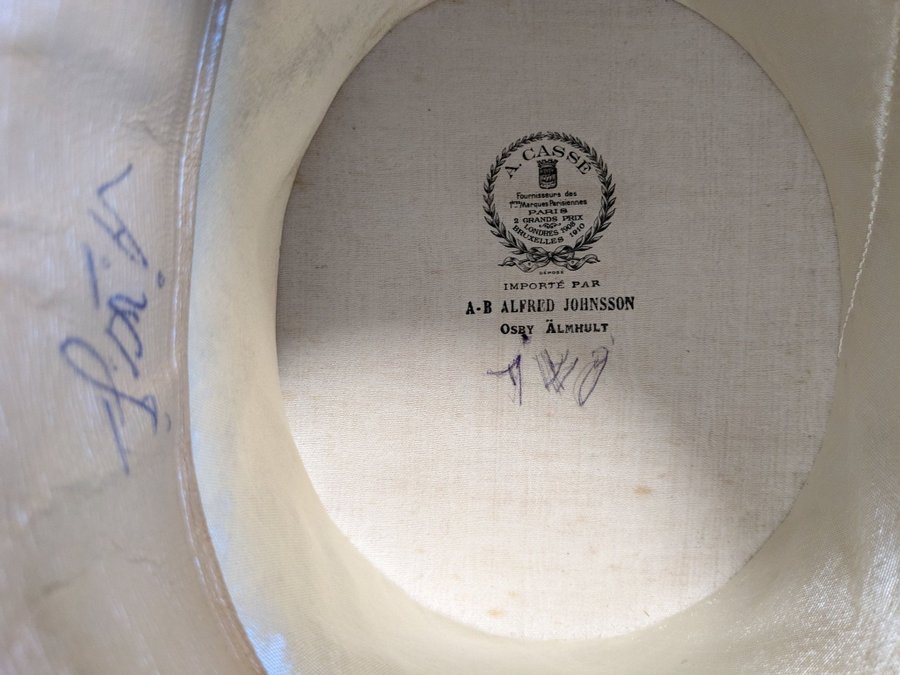 A. CASSE
Fournisseurs des
1ères Marques Parisiennes
PARIS
2 GRANDS PRIX
LONDRES 1908
BRUXELLES 1910
DÉPOSÉ
IMPORTÉ PAR
A-B ALFRED JOHNSSON
OSBY ÄLMHULT